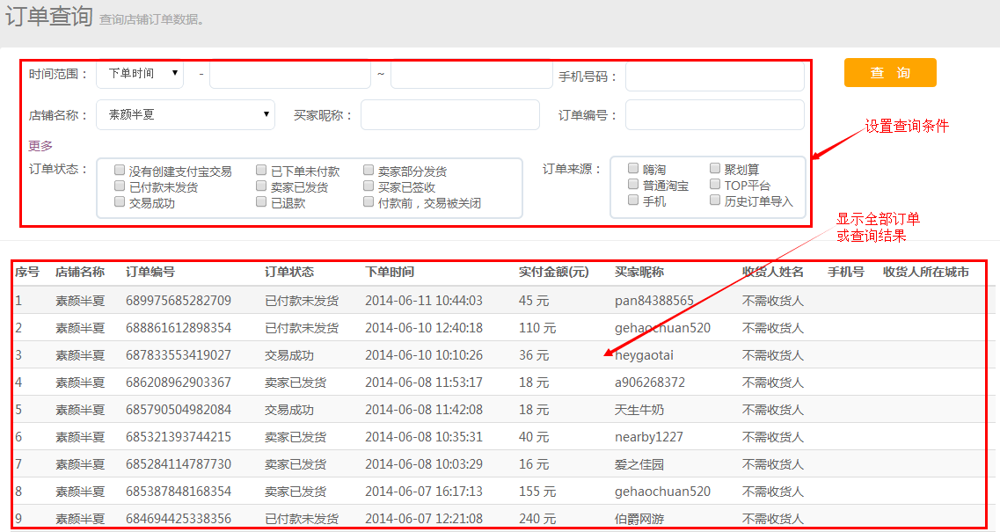 订单查询 查询店铺订单数据。
时间范围： 下单时间 - ~ 手机号码： 查 询
店铺名称： 素颜半夏 买家昵称： 订单编号：
设置查询条件
更多
订单状态： 没有创建支付宝交易 已下单未付款 卖家部分发货 订单来源： 嗨淘 聚划算
已付款未发货 卖家已发货 买家已签收 普通淘宝 TOP平台
交易成功 已退款 付款前，交易被关闭 手机 历史订单导入
显示全部订单
或查询结果
序号 店铺名称 订单编号 订单状态 下单时间 实付金额(元) 买家昵称 收货人姓名 手机号 收货人所在城市
1 素颜半夏 689975685282709 已付款未发货 2014-06-11 10:44:03 45 元 pan84388565 不需收货人
2 素颜半夏 688861612898354 已付款未发货 2014-06-10 12:40:18 110 元 gehaochuan520 不需收货人
3 素颜半夏 687833553419027 交易成功 2014-06-10 10:10:26 36 元 heygaotai 不需收货人
4 素颜半夏 686208962903367 卖家已发货 2014-06-08 11:53:17 18 元 a906268372 不需收货人
5 素颜半夏 685790504982084 交易成功 2014-06-08 11:42:08 18 元 天生牛奶 不需收货人
6 素颜半夏 685321393744215 卖家已发货 2014-06-08 10:35:31 40 元 nearby1227 不需收货人
7 素颜半夏 685284114787730 卖家已发货 2014-06-08 10:03:29 16 元 爱之佳园 不需收货人
8 素颜半夏 685387848168354 卖家已发货 2014-06-07 16:17:13 155 元 gehaochuan520 不需收货人
9 素颜半夏 684694425338356 已付款未发货 2014-06-07 12:21:08 240 元 伯爵网游 不需收货人